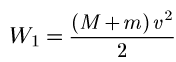 $W_1 = \frac{(M+m)\,v^2}{2}$